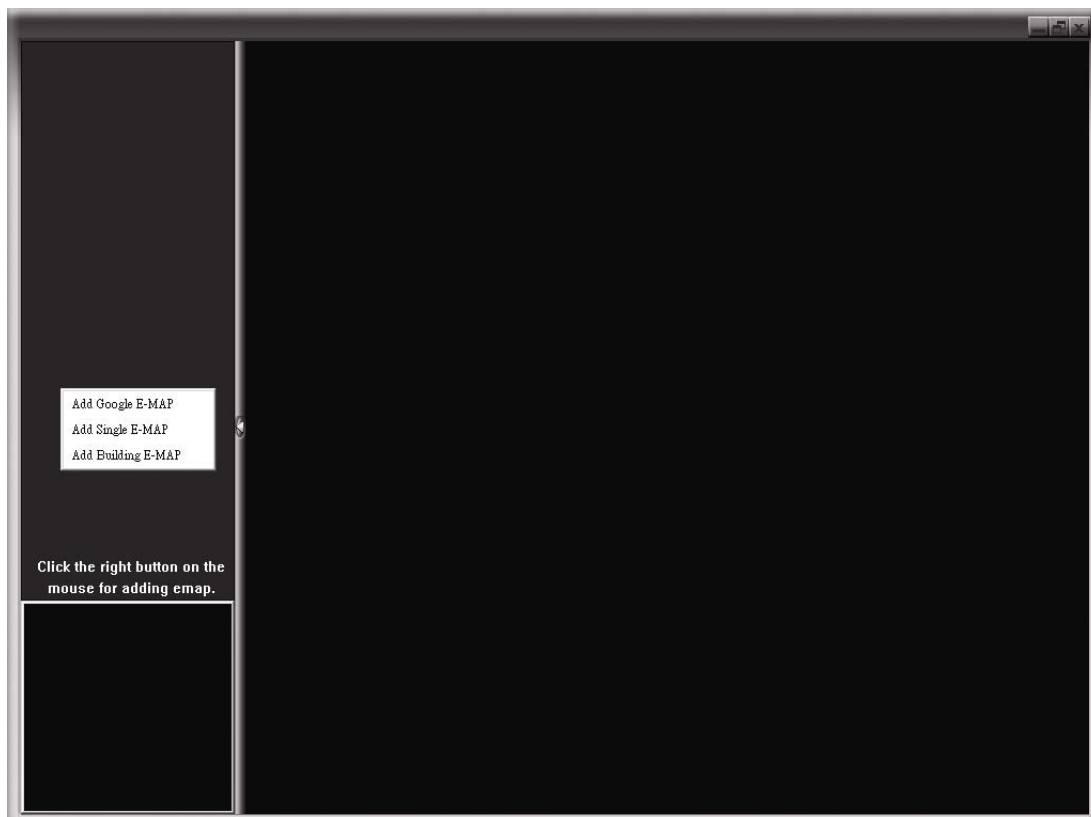 Add Google E-MAP
Add Single E-MAP
Add Building E-MAP
Click the right button on the
mouse for adding emap.